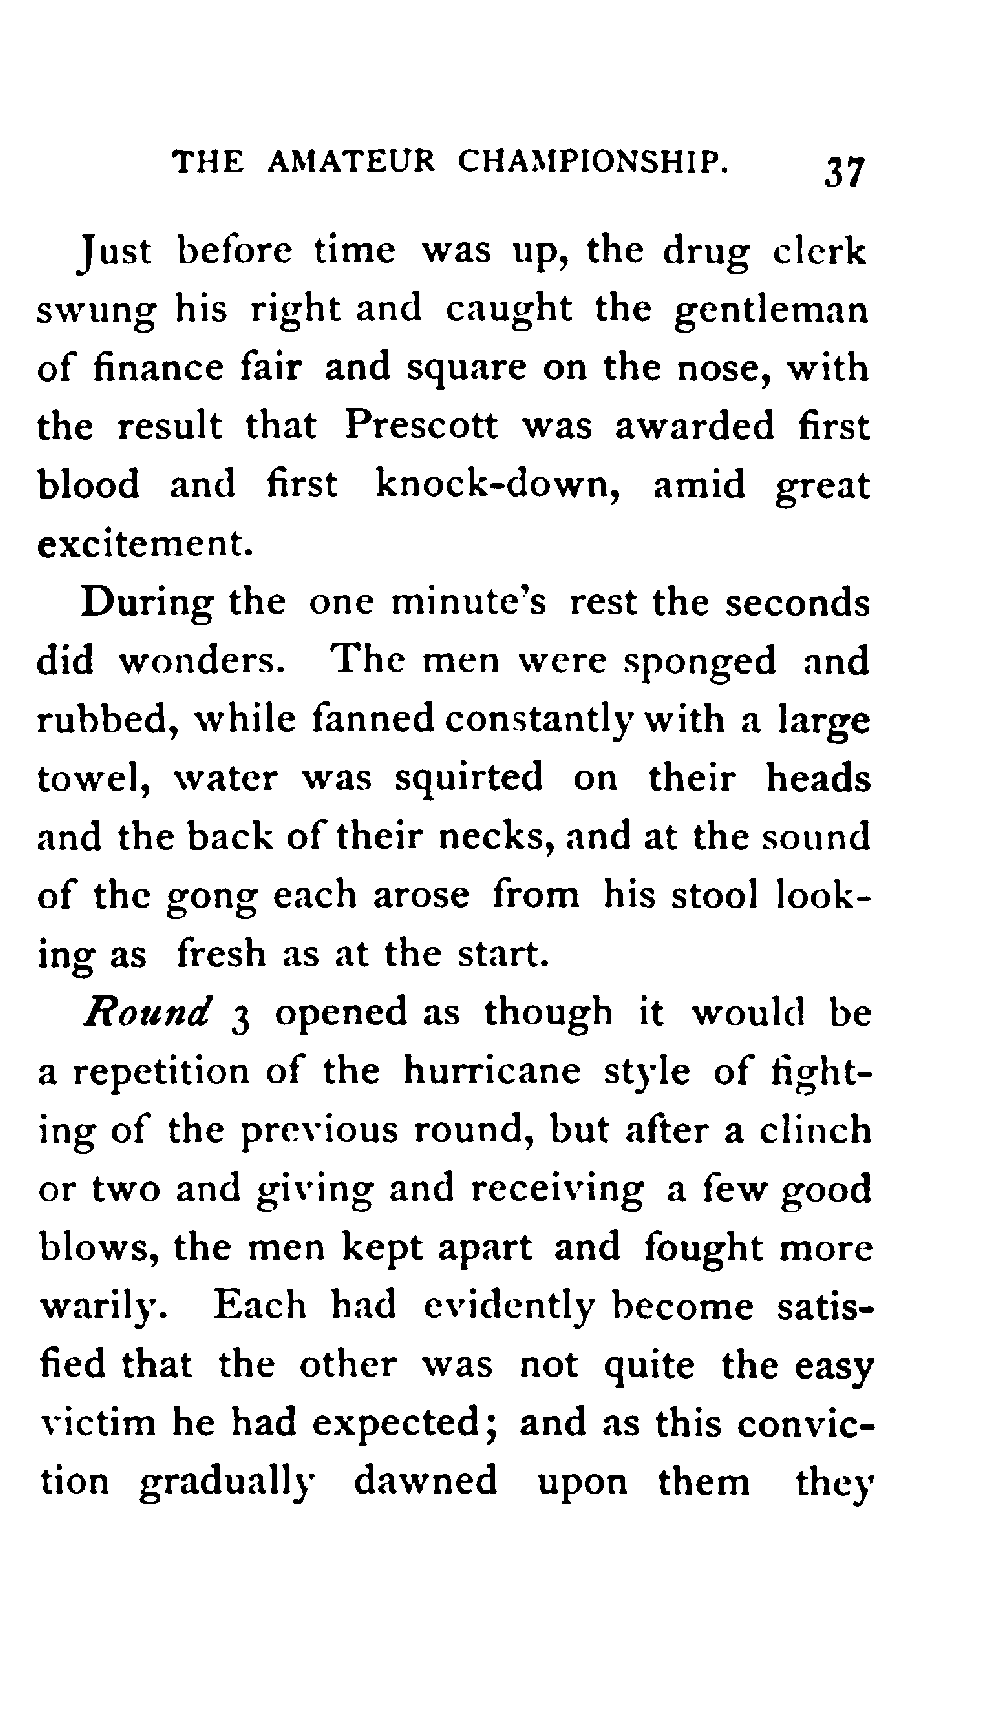 THE AMATEUR CHAMPIONSHIP. 37
Just before time was up, the drug clerk
swung his right and caught the gentleman
of finance fair and square on the nose, with
the result that Prescott was awarded first
blood and first knock-down, amid great
excitement.
During the one minute's rest the seconds
did wonders. The men were sponged and
rubbed, while fanned constantly with a large
towel, water was squirted on their heads
and the back of their necks, and at the sound
of the gong each arose from his stool look-
ing as fresh as at the start.
Round 3 opened as though it would be
a repetition of the hurricane style of fight-
ing of the previous round, but after a clinch
or two and giving and receiving a few good
blows, the men kept apart and fought more
warily. Each had evidently become satis-
fied that the other was not quite the easy
victim he had expected; and as this convic-
tion gradually dawned upon them they